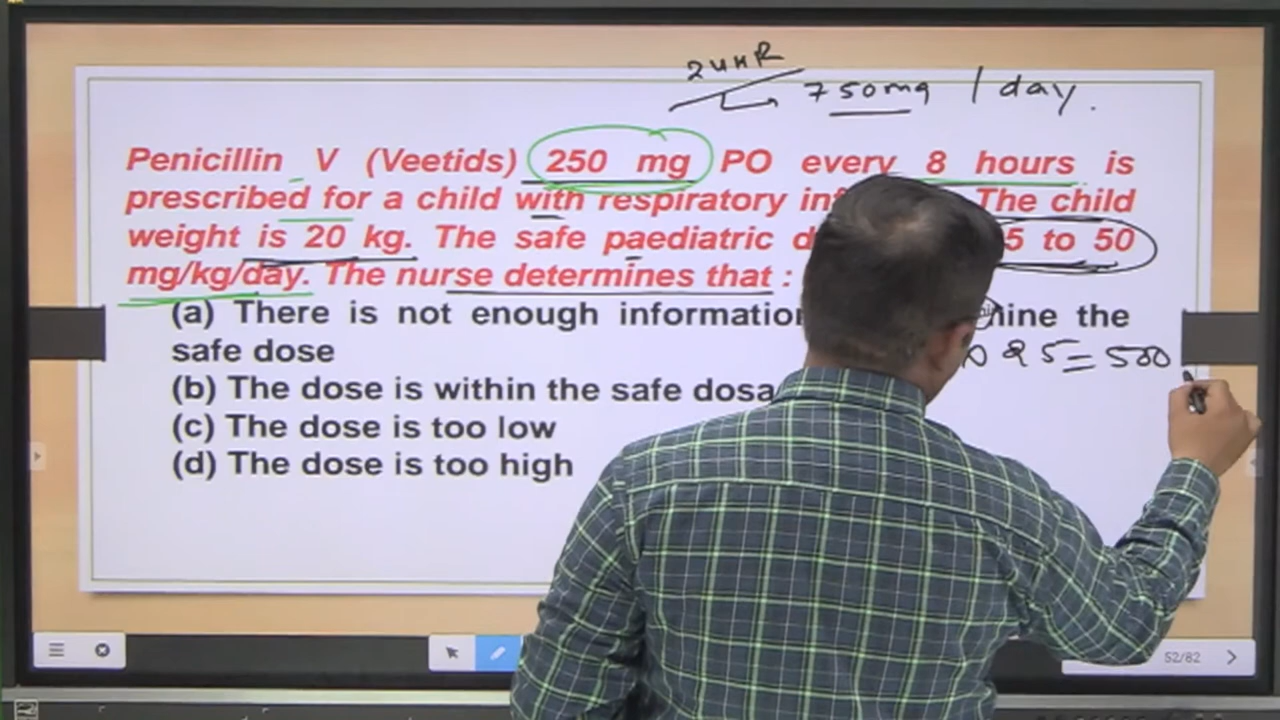 24HR
750mg / day.
Penicillin V (Veetids) 250 mg PO every 8 hours is
prescribed for a child with respiratory The child
weight is 20 kg. The safe paediatric 5 to 50
mg/kg/day. The nurse determines that :
(a) There is not enough the
safe dose
(b) The dose is within the safe
(c) The dose is too low
(d) The dose is too high
25 = 500
52/82